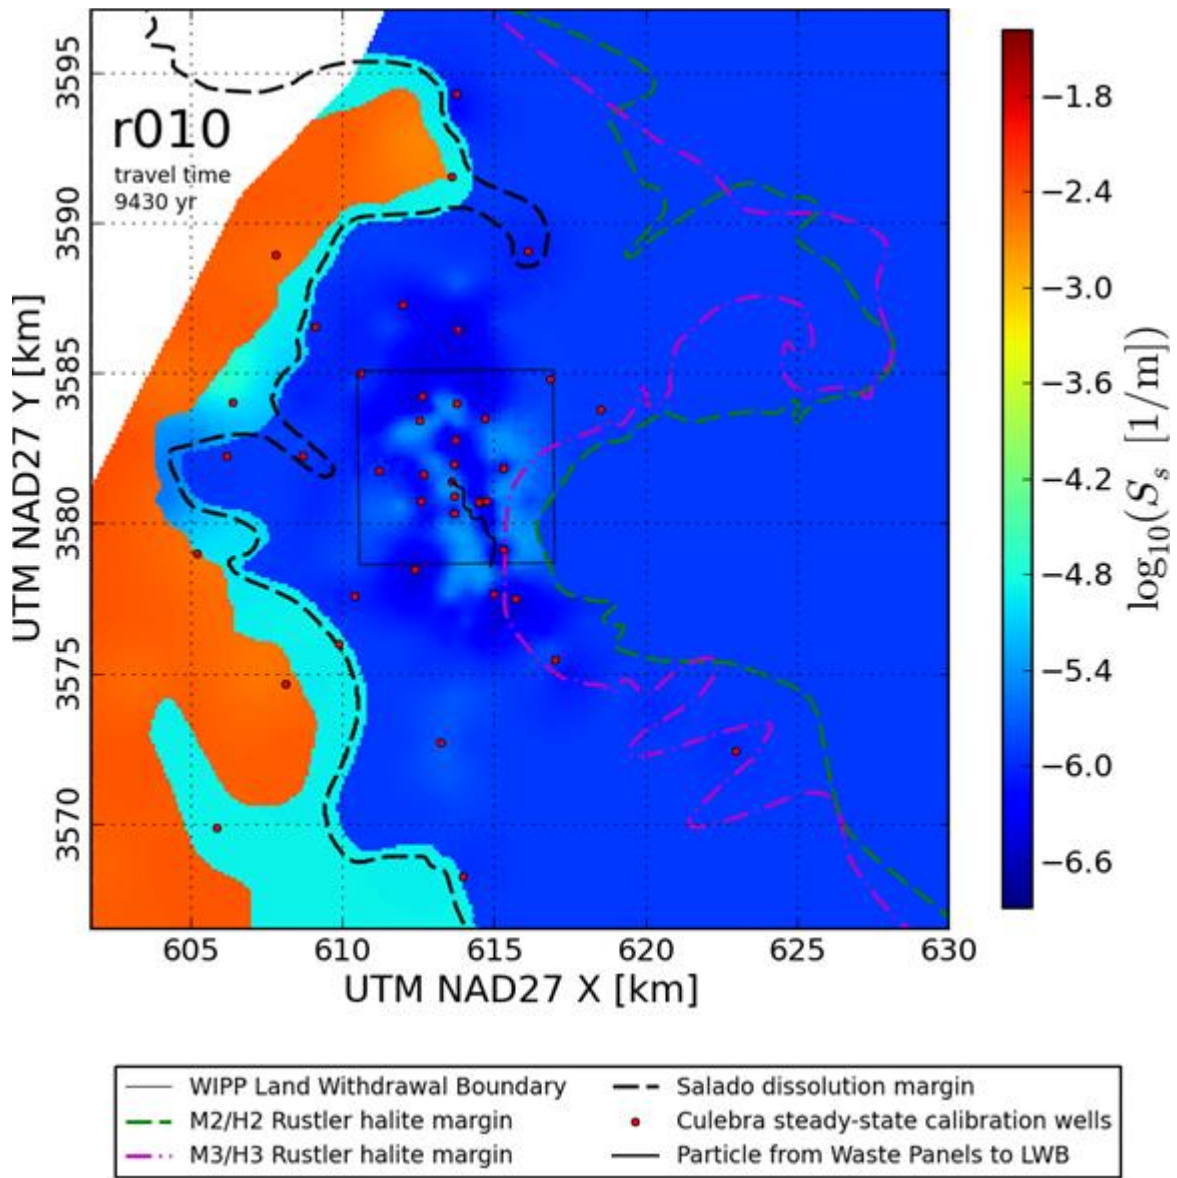 r010
travel time
9430 yr
3595
3590
3585
3580
3575
3570
UTM NAD27 Y [km]
605 610 615 620 625 630
UTM NAD27 X [km]
−1.8
−2.4
−3.0
−3.6
−4.2
−4.8
−5.4
−6.0
−6.6
log10(Ss [1/m])
WIPP Land Withdrawal Boundary
M2/H2 Rustler halite margin
M3/H3 Rustler halite margin
Salado dissolution margin
Culebra steady-state calibration wells
Particle from Waste Panels to LWB